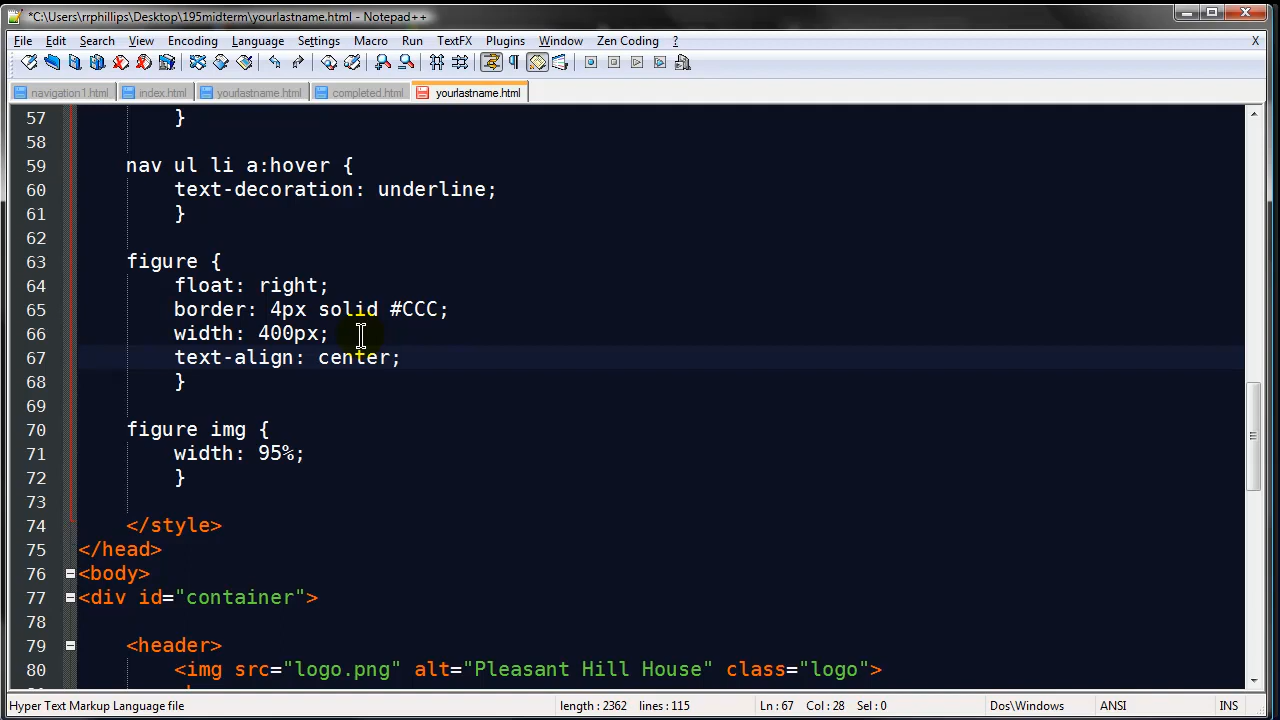 *C:\Users\rrphillips\Desktop\195midterm\yourlastname.html - Notepad++
File Edit Search View Encoding Language Settings Macro Run TextFX Plugins Window Zen Coding ? X
navigation1.html index.html yourlastname.html completed.html yourlastname.html
57 }
58
59 nav ul li a:hover {
60 text-decoration: underline;
61 }
62
63 figure {
64 float: right;
65 border: 4px solid #CCC;
66 width: 400px;
67 text-align: center;
68 }
69
70 figure img {
71 width: 95%;
72 }
73
74 </style>
75 </head>
76 <body>
77 <div id="container">
78
79 <header>
80 <img src="logo.png" alt="Pleasant Hill House" class="logo">
Hyper Text Markup Language file length : 2362 lines : 115 Ln : 67 Col : 28 Sel : 0 Dos\Windows ANSI INS